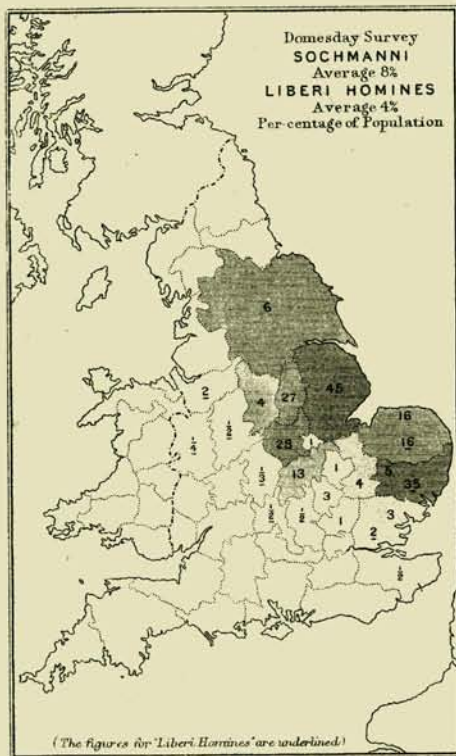 Domesday Survey
SOCHMANNI
Average 8%
LIBERI HOMINES
Average 4%
Per-centage of Population
6
2
4
27
45
16
16
28
1
13
1
4
5
35
3
3
1
2
(The figures for "Liberi Homines" are underlined)